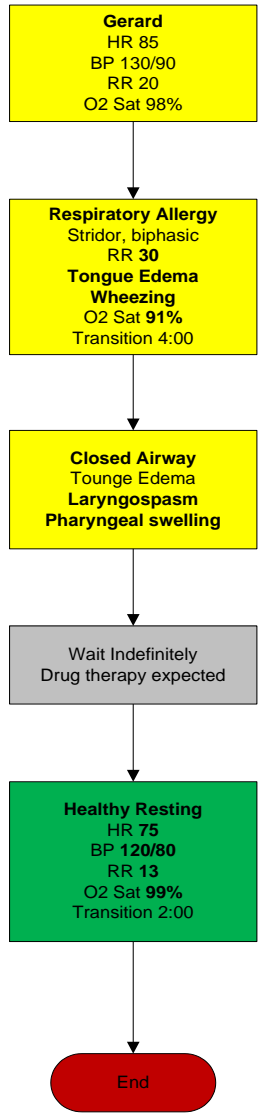 Gerard
HR 85
BP 130/90
RR 20
O2 Sat 98%
Respiratory Allergy
Stridor, biphasic
RR 30
Tongue Edema
Wheezing
O2 Sat 91%
Transition 4:00
Closed Airway
Tounge Edema
Laryngospasm
Pharyngeal swelling
Wait Indefinitely
Drug therapy expected
Healthy Resting
HR 75
BP 120/80
RR 13
O2 Sat 99%
Transition 2:00
End